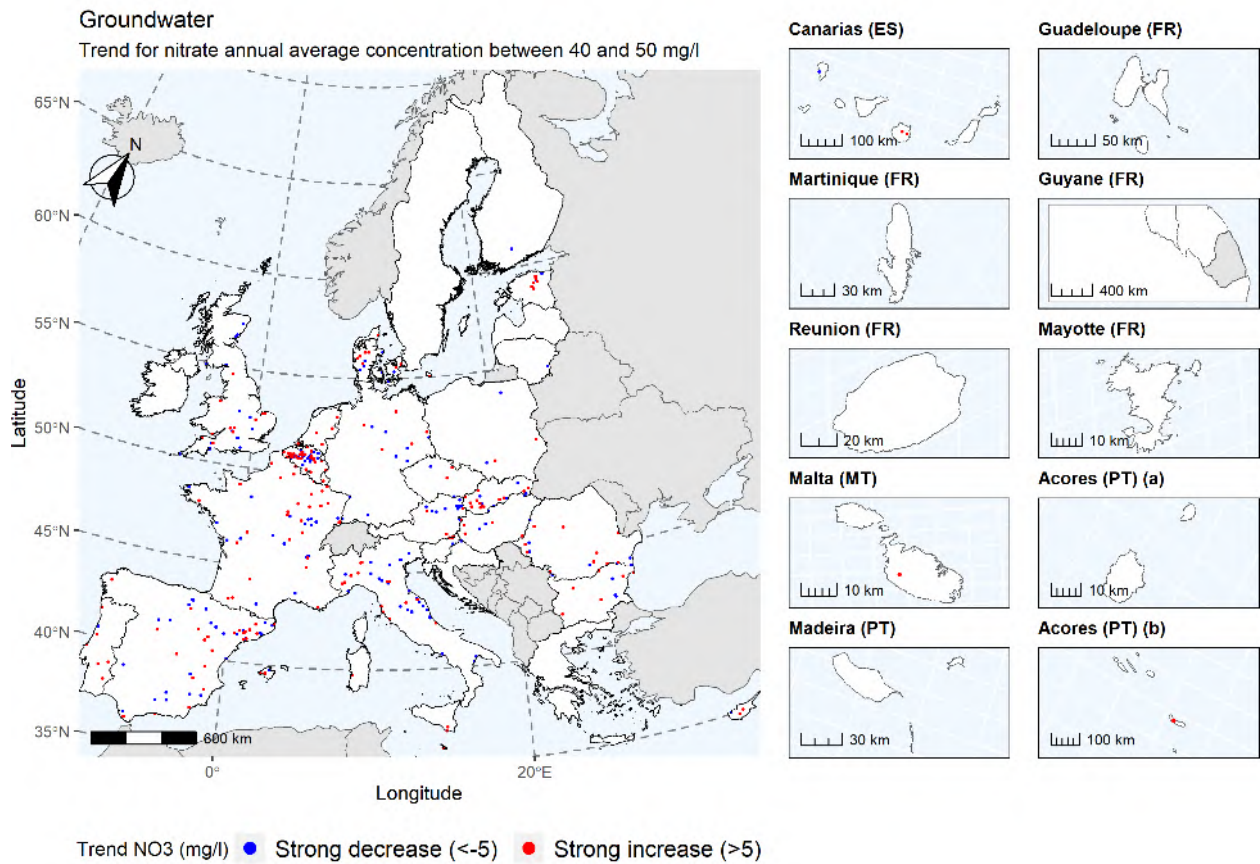 Groundwater
Trend for nitrate annual average concentration between 40 and 50 mg/l
65°N
60°N
55°N
50°N
45°N
40°N
35°N
Latitude
N
600 km
0°
20°E
Longitude
Canarias (ES)
100 km
Guadeloupe (FR)
50 km
Martinique (FR)
30 km
Guyane (FR)
400 km
Reunion (FR)
20 km
Mayotte (FR)
10 km
Malta (MT)
10 km
Acores (PT) (a)
10 km
Madeira (PT)
30 km
Acores (PT) (b)
100 km
Trend NO3 (mg/l) Strong decrease (<-5) Strong increase (>5)